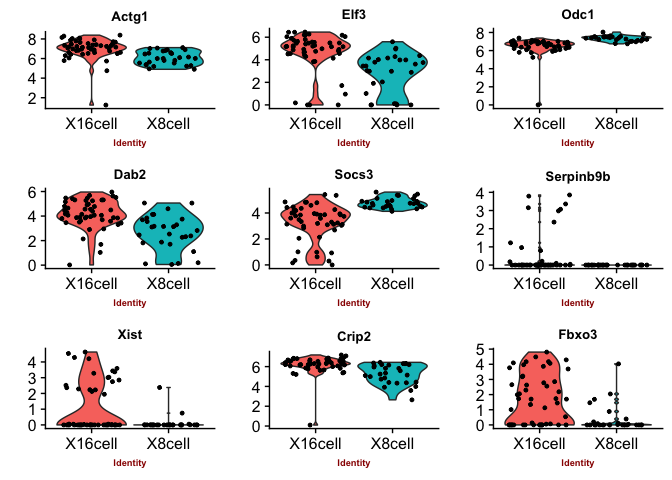 Actg1
Elf3
Odc1
8
6
4
2
6
4
2
0
8
6
4
2
0
X16cell X8cell
X16cell X8cell
X16cell X8cell
Identity
Identity
Identity
Dab2
Socs3
Serpinb9b
6
4
2
0
4
2
0
4
3
2
1
0
X16cell X8cell
X16cell X8cell
X16cell X8cell
Identity
Identity
Identity
Xist
Crip2
Fbxo3
4
3
2
1
0
6
4
2
0
5
4
3
2
1
0
X16cell X8cell
X16cell X8cell
X16cell X8cell
Identity
Identity
Identity